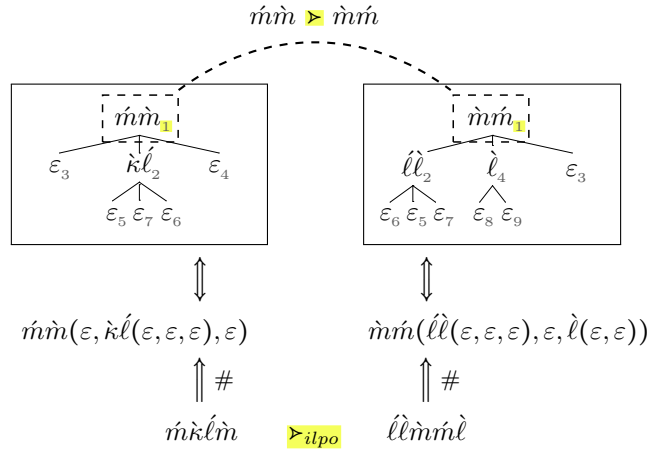 ḿm̀ ≻ m̀ḿ
ḿm̀₁ m̀ḿ₁
ε₃ κ̀ℓ́₂ ε₄ ℓ́ℓ̀₂ ℓ̀₄ ε₃
ε₅ ε₇ ε₆ ε₆ ε₅ ε₇ ε₈ ε₉
⇕ ⇕
ḿm̀(ε, κ̀ℓ́(ε, ε, ε), ε) m̀ḿ(ℓ́ℓ̀(ε, ε, ε), ε, ℓ̀(ε, ε))
⇑ # ⇑ #
ḿκ̀ℓ́m̀ ≻ilpo ℓ́ℓ̀m̀ḿℓ̀